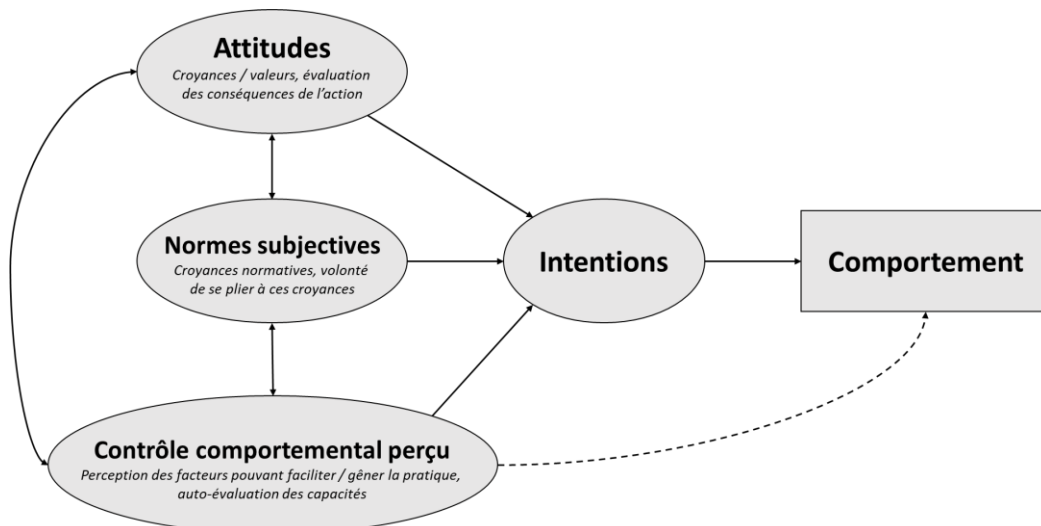 Attitudes
Croyances / valeurs, évaluation
des conséquences de l'action
Normes subjectives
Croyances normatives, volonté
de se plier à ces croyances
Intentions
Comportement
Contrôle comportemental perçu
Perception des facteurs pouvant faciliter / gêner la pratique,
auto-évaluation des capacités